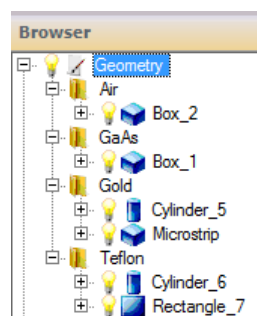 Browser
Geometry
Air
Box_2
GaAs
Box_1
Gold
Cylinder_5
Microstrip
Teflon
Cylinder_6
Rectangle_7